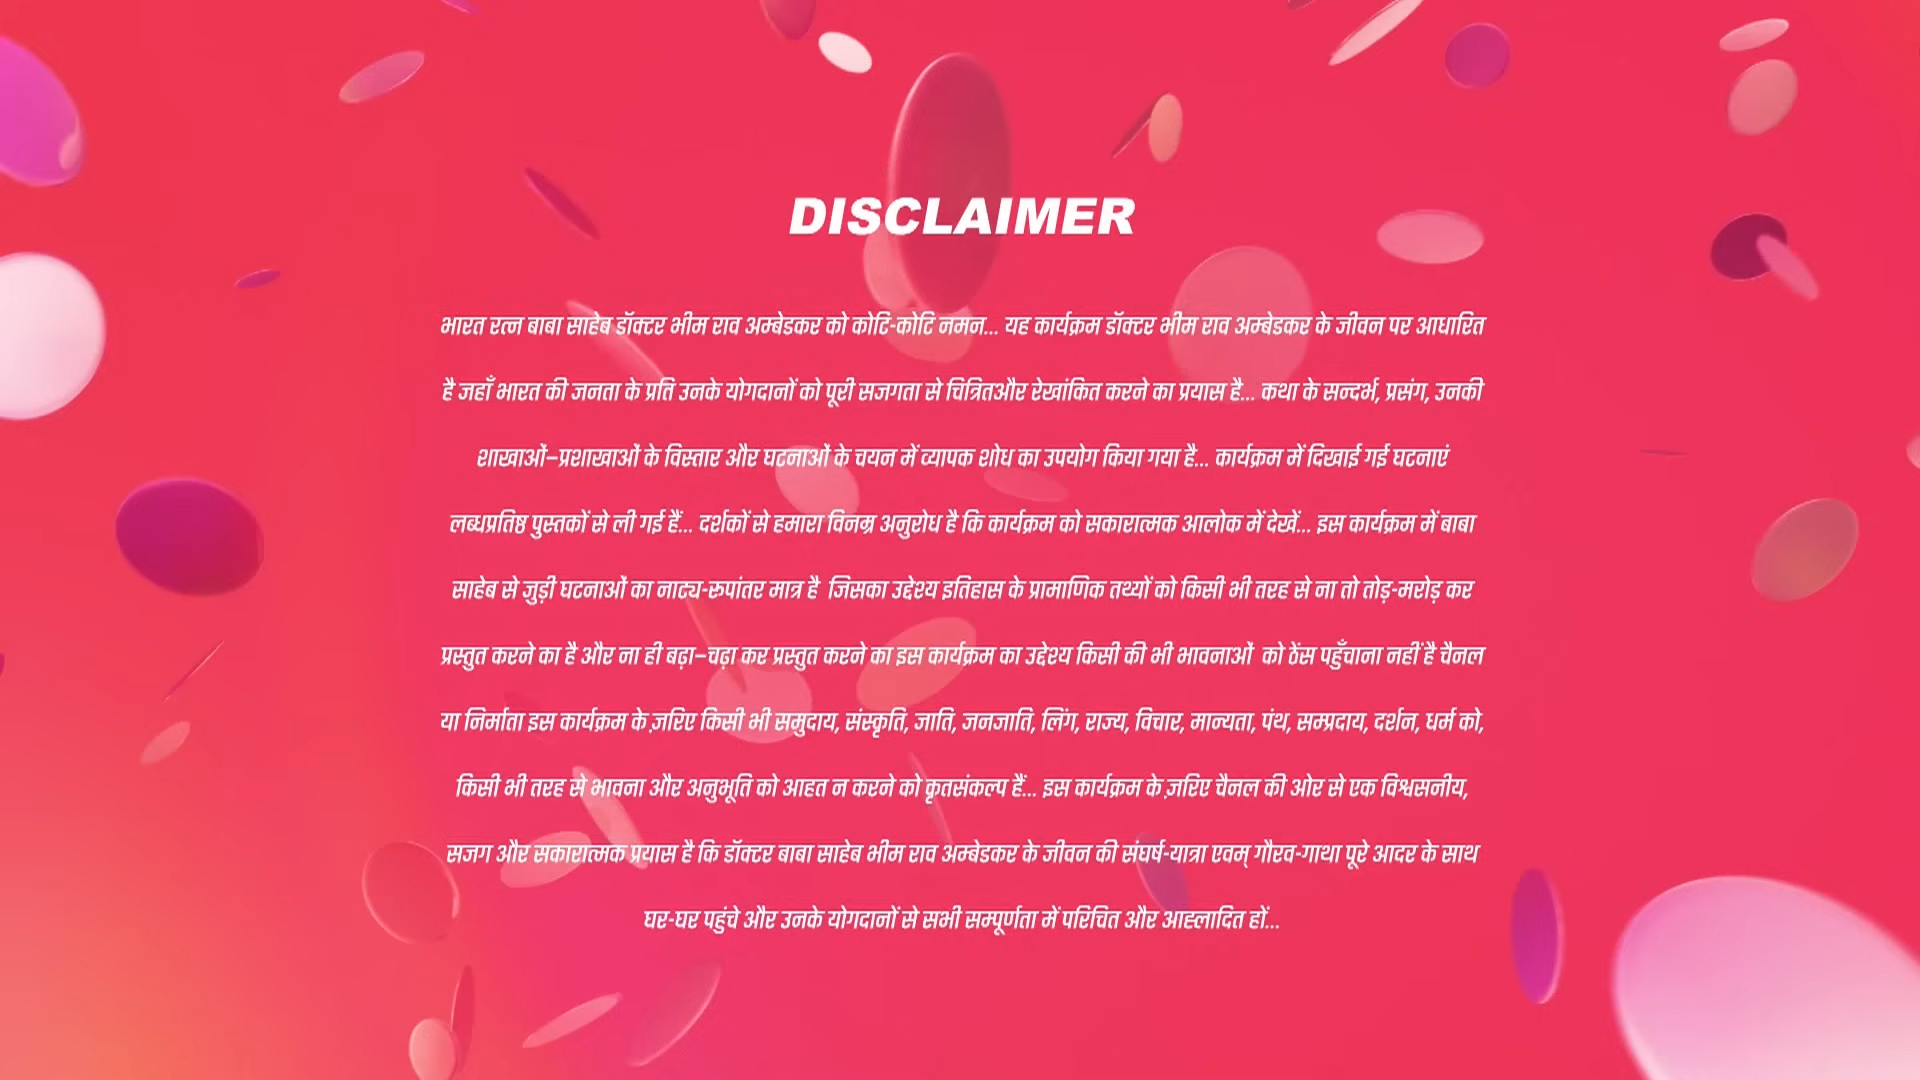 DISCLAIMER
भारत रत्न बाबा साहेब डॉक्टर भीम राव अम्बेडकर को कोटि-कोटि नमन... यह कार्यक्रम डॉक्टर भीम राव अम्बेडकर के जीवन पर आधारित
है जहाँ भारत की जनता के प्रति उनके योगदानों को पूरी सजगता से चित्रितऔर रेखांकित करने का प्रयास है... कथा के सन्दर्भ, प्रसंग, उनकी
शाखाओं–प्रशाखाओं के विस्तार और घटनाओं के चयन में व्यापक शोध का उपयोग किया गया है... कार्यक्रम में दिखाई गई घटनाएं
लब्धप्रतिष्ठ पुस्तकों से ली गई हैं... दर्शकों से हमारा विनम्र अनुरोध है कि कार्यक्रम को सकारात्मक आलोक में देखें... इस कार्यक्रम में बाबा
साहेब से जुड़ी घटनाओं का नाट्य-रूपांतर मात्र है जिसका उद्देश्य इतिहास के प्रामाणिक तथ्यों को किसी भी तरह से ना तो तोड़-मरोड़ कर
प्रस्तुत करने का है और ना ही बढ़ा–चढ़ा कर प्रस्तुत करने का इस कार्यक्रम का उद्देश्य किसी की भी भावनाओं को ठेंस पहुँचाना नहीं है चैनल
या निर्माता इस कार्यक्रम के ज़रिए किसी भी समुदाय, संस्कृति, जाति, जनजाति, लिंग, राज्य, विचार, मान्यता, पंथ, सम्प्रदाय, दर्शन, धर्म को,
किसी भी तरह से भावना और अनुभूति को आहत न करने को कृतसंकल्प हैं... इस कार्यक्रम के ज़रिए चैनल की ओर से एक विश्वसनीय,
सजग और सकारात्मक प्रयास है कि डॉक्टर बाबा साहेब भीम राव अम्बेडकर के जीवन की संघर्ष-यात्रा एवम् गौरव-गाथा पूरे आदर के साथ
घर-घर पहुंचे और उनके योगदानों से सभी सम्पूर्णता में परिचित और आह्लादित हों...